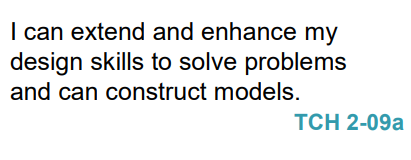 I can extend and enhance my
design skills to solve problems
and can construct models.
TCH 2-09a